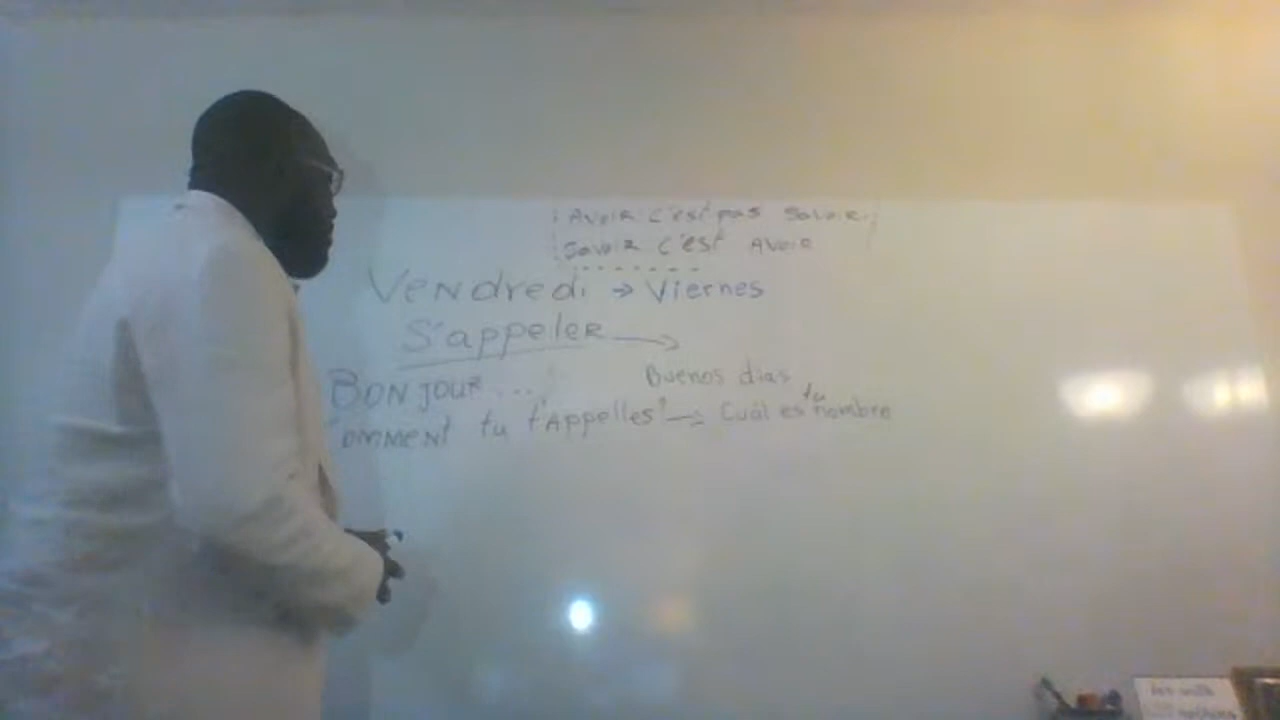 Avoir c'est pas savoir
savoir c'est avoir
Vendredi → Viernes
S'appeler →
Bonjour ...
Buenos dias
omment tu t'Appelles? → Cuál es tu nombre